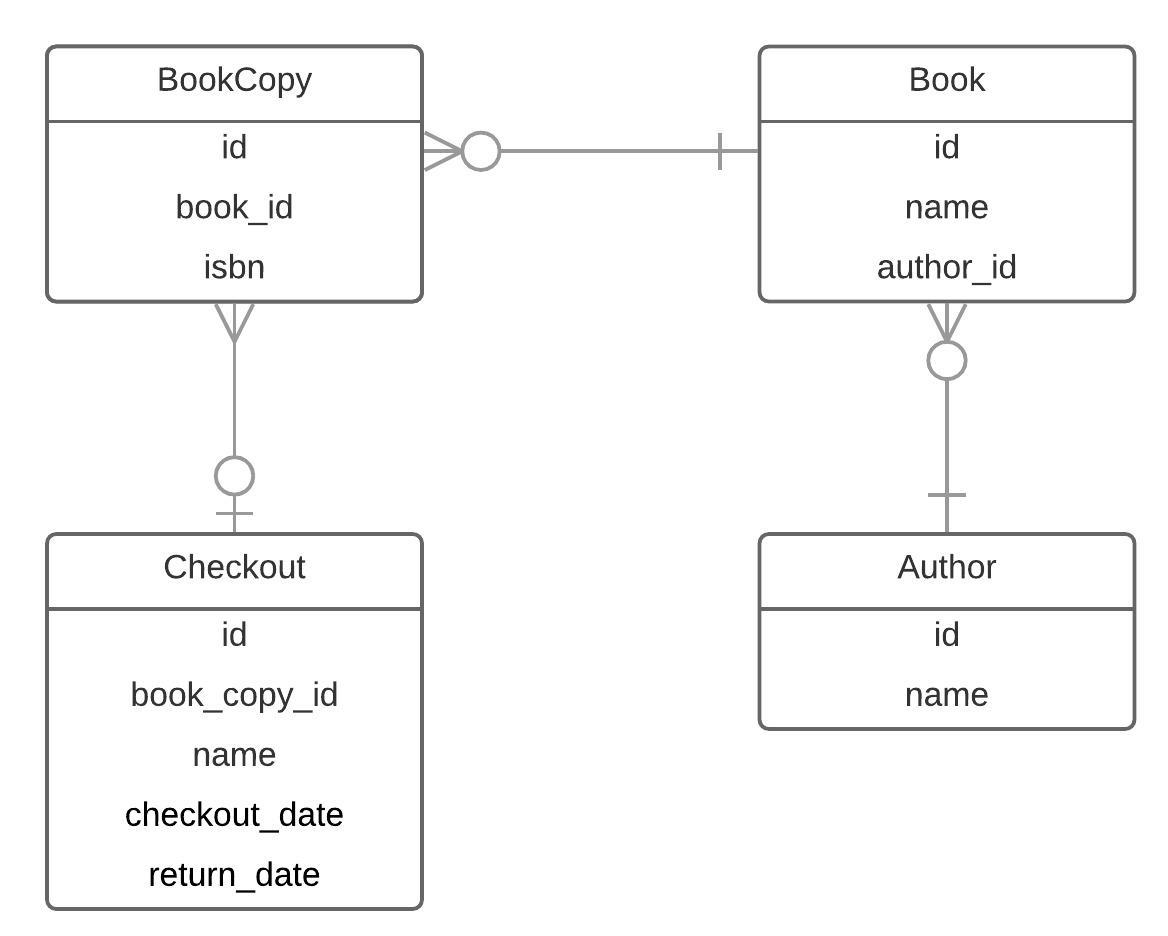 BookCopy
id
book_id
isbn
Book
id
name
author_id
Checkout
id
book_copy_id
name
checkout_date
return_date
Author
id
name